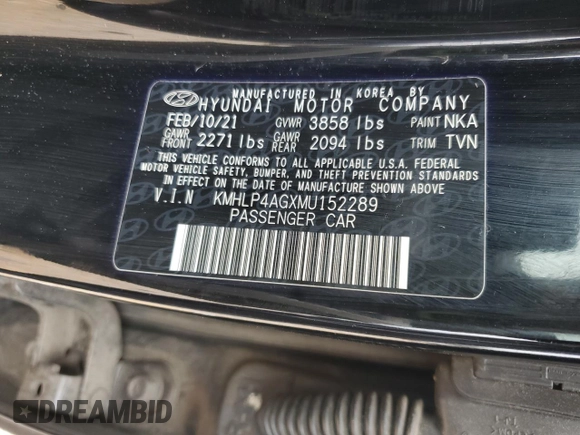 MANUFACTURED IN KOREA BY
HYUNDAI MOTOR COMPANY
FEB/10/21 GVWR 3858 lbs PAINT NKA
GAWR FRONT 2271 lbs GAWR REAR 2094 lbs TRIM TVN
THIS VEHICLE CONFORMS TO ALL APPLICABLE U.S.A. FEDERAL
MOTOR VEHICLE SAFETY, BUMPER, AND THEFT PREVENTION STANDARDS
IN EFFECT ON THE DATE OF MANUFACTURE SHOWN ABOVE.
V.I.N KMHLP4AGXMU152289
PASSENGER CAR
DREAMBID